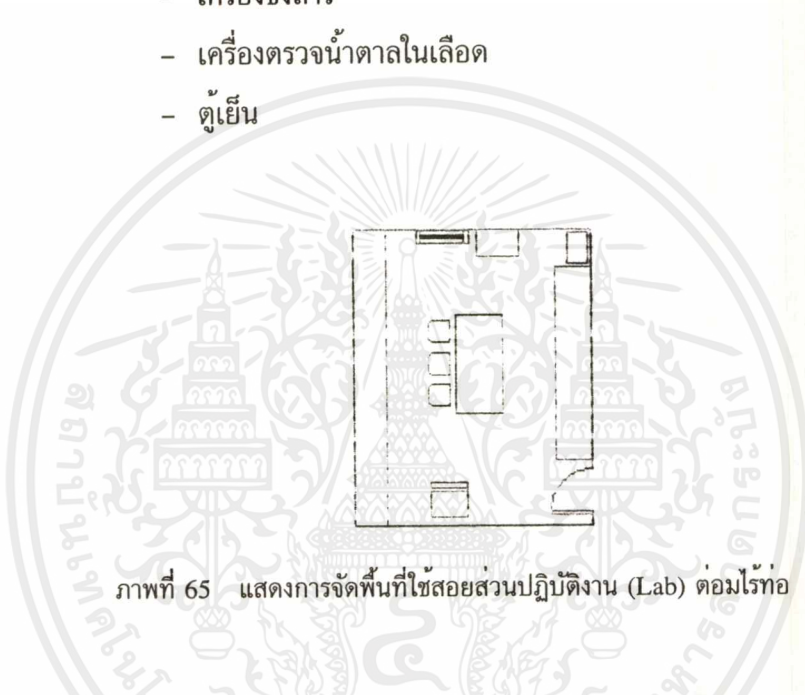 – เครื่องตรวจน้ำตาลในเลือด
– ตู้เย็น
ภาพที่ 65 แสดงการจัดพื้นที่ใช้สอยส่วนปฏิบัติงาน (Lab) ต่อมไร้ท่อ